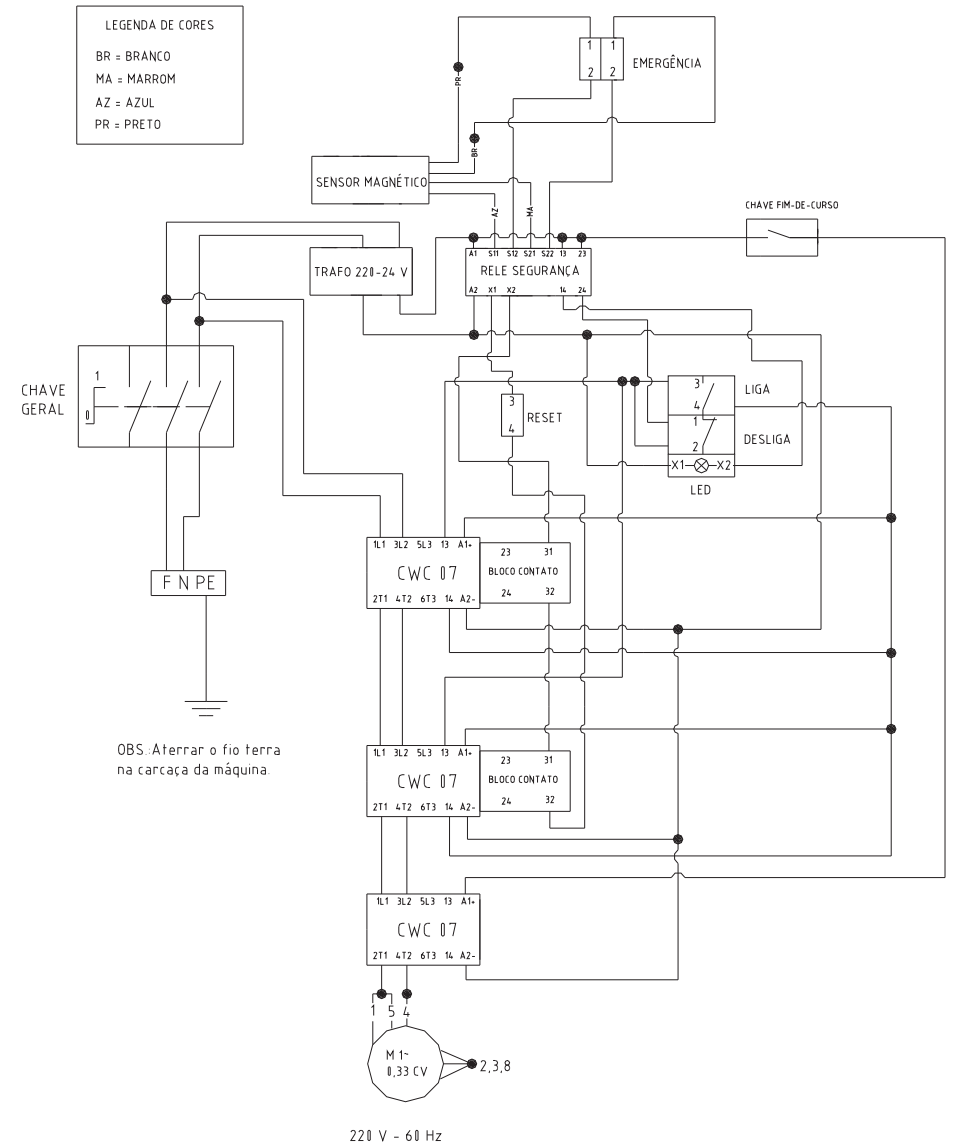 LEGENDA DE CORES
BR = BRANCO
MA = MARROM
AZ = AZUL
PR = PRETO
1 1
2 2
EMERGÊNCIA
PR
BR
SENSOR MAGNÉTICO
AZ
MA
CHAVE FIM-DE-CURSO
A1 S11 S12 S21 S22 13 23
RELE SEGURANÇA
A2 X1 X2 14 24
TRAFO 220-24 V
CHAVE
GERAL
1
0
3
4
RESET
3
4
LIGA
1
2
DESLIGA
X1 X2
LED
1L1 3L2 5L3 13 A1+
CWC 07
2T1 4T2 6T3 14 A2-
23 31
BLOCO CONTATO
24 32
F N PE
OBS.:Aterrar o fio terra
na carcaça da máquina.
1L1 3L2 5L3 13 A1+
CWC 07
2T1 4T2 6T3 14 A2-
23 31
BLOCO CONTATO
24 32
1L1 3L2 5L3 13 A1+
CWC 07
2T1 4T2 6T3 14 A2-
1 5 4
M 1~
0,33 CV
2,3,8
220 V - 60 Hz